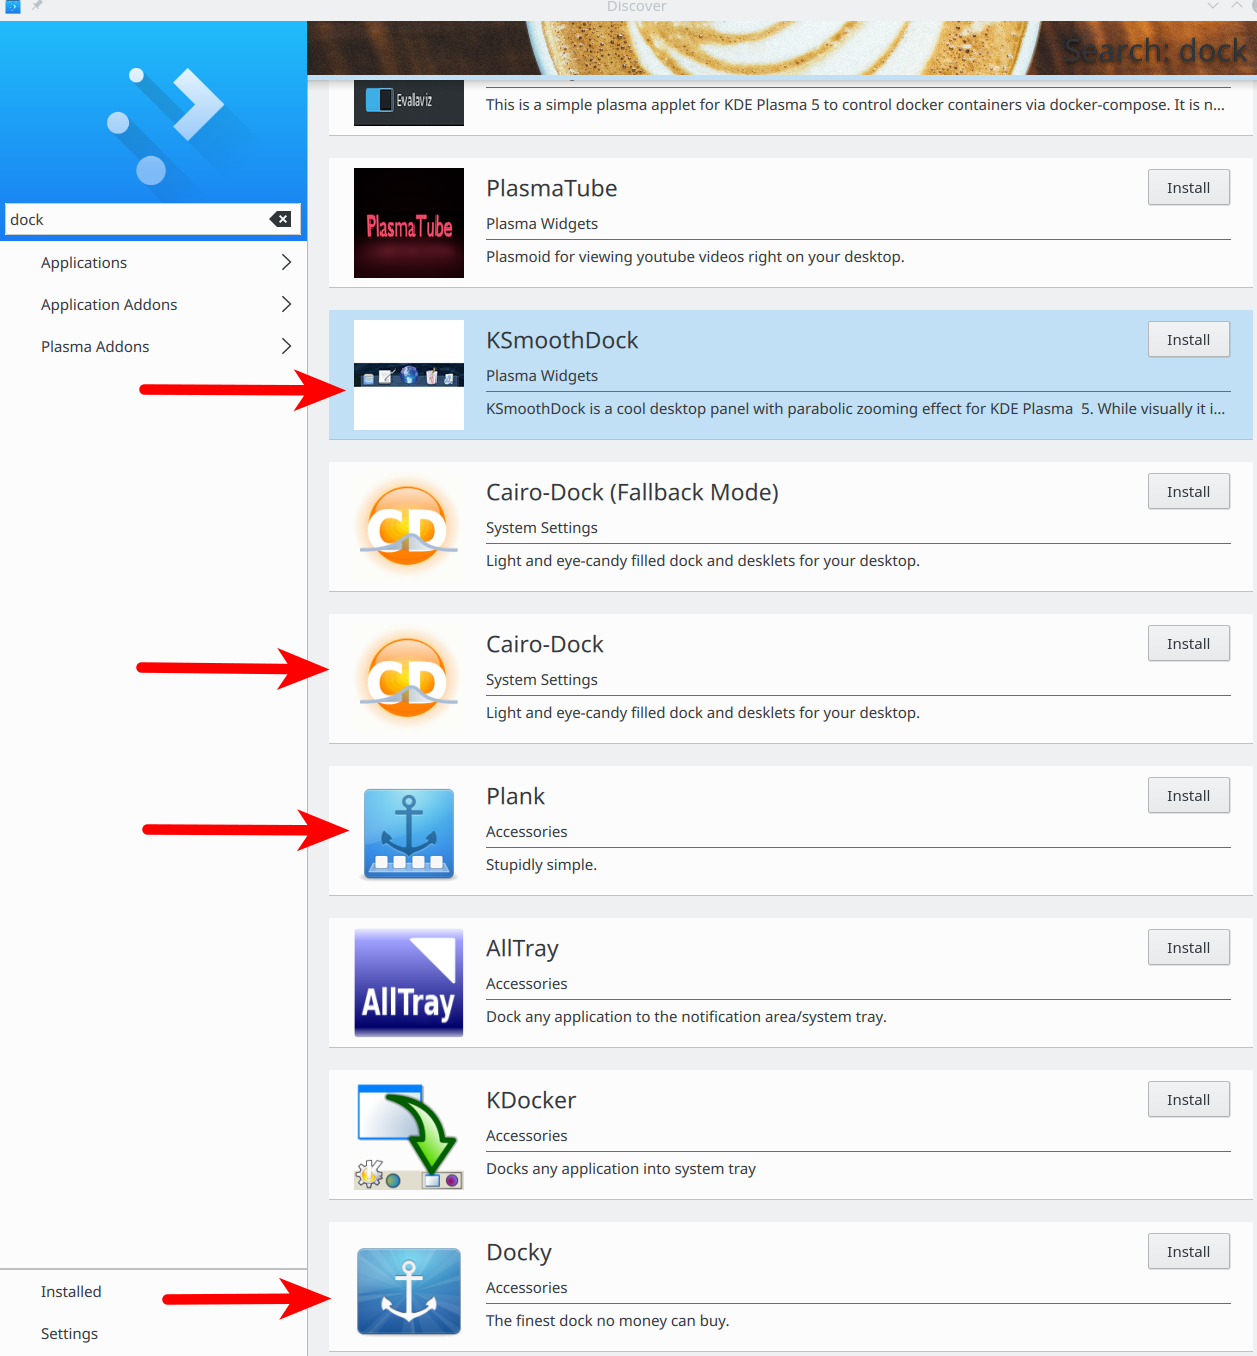 Discover
Search: dock
dock
Applications
Application Addons
Plasma Addons
Installed
Settings
Evallaviz
This is a simple plasma applet for KDE Plasma 5 to control docker containers via docker-compose. It is n...
PlasmaTube
PlasmaTube
Install
Plasma Widgets
Plasmoid for viewing youtube videos right on your desktop.
KSmoothDock
Install
Plasma Widgets
KSmoothDock is a cool desktop panel with parabolic zooming effect for KDE Plasma 5. While visually it i...
CD
Cairo-Dock (Fallback Mode)
Install
System Settings
Light and eye-candy filled dock and desklets for your desktop.
CD
Cairo-Dock
Install
System Settings
Light and eye-candy filled dock and desklets for your desktop.
Plank
Install
Accessories
Stupidly simple.
AllTray
AllTray
Install
Accessories
Dock any application to the notification area/system tray.
KDocker
Install
Accessories
Docks any application into system tray
Docky
Install
Accessories
The finest dock no money can buy.